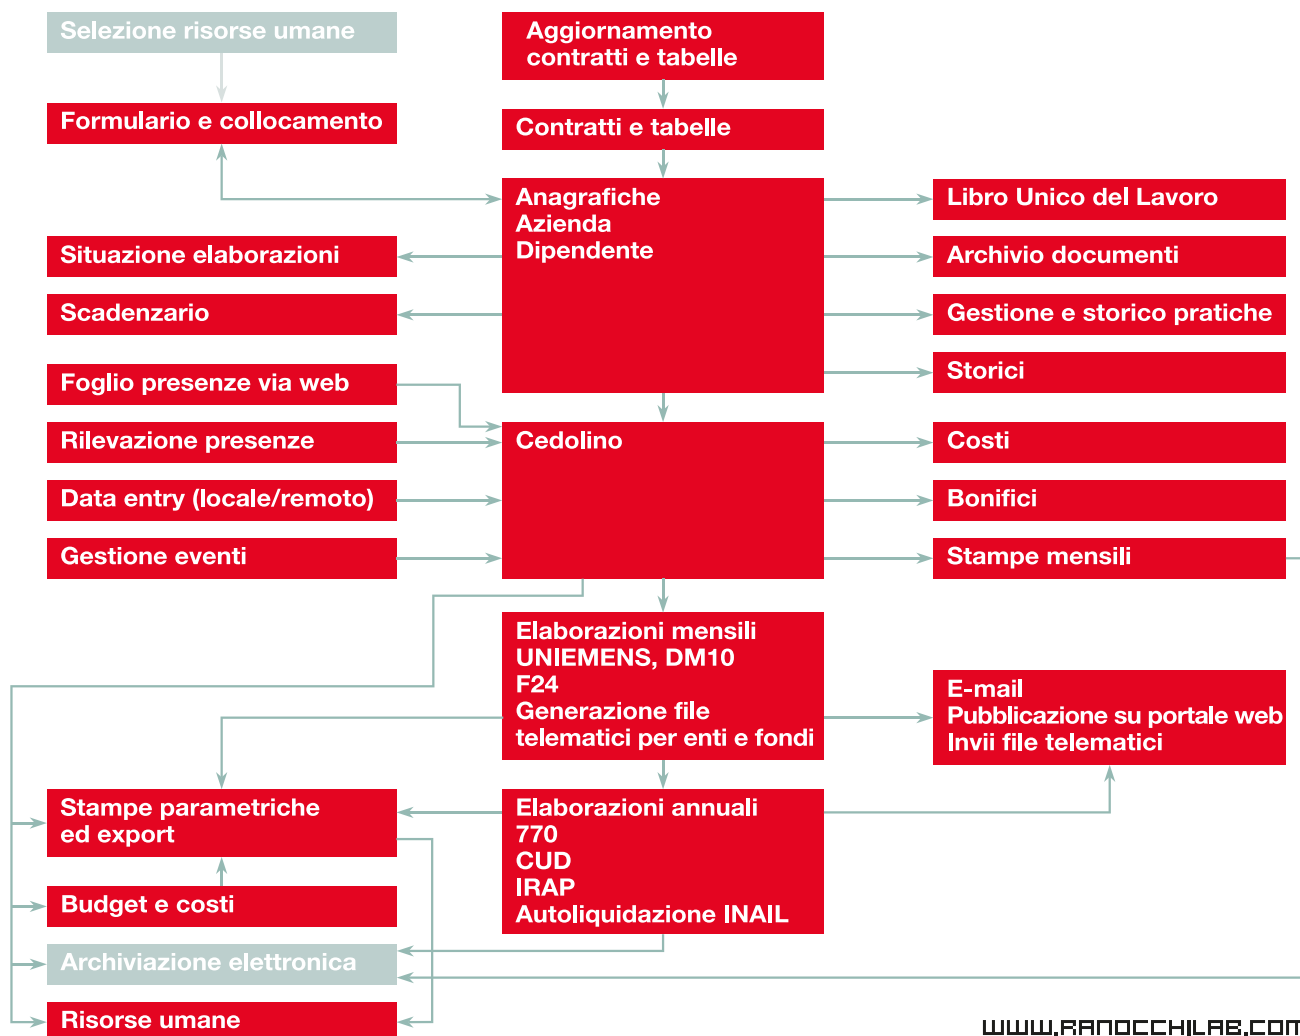 Selezione risorse umane
Aggiornamento
contratti e tabelle
Formulario e collocamento
Contratti e tabelle
Anagrafiche
Azienda
Dipendente
Libro Unico del Lavoro
Situazione elaborazioni
Archivio documenti
Scadenzario
Gestione e storico pratiche
Storici
Foglio presenze via web
Rilevazione presenze
Cedolino
Costi
Data entry (locale/remoto)
Bonifici
Gestione eventi
Stampe mensili
Elaborazioni mensili
UNIEMENS, DM10
F24
Generazione file
telematici per enti e fondi
E-mail
Pubblicazione su portale web
Invii file telematici
Stampe parametriche
ed export
Elaborazioni annuali
770
CUD
IRAP
Autoliquidazione INAIL
Budget e costi
Archiviazione elettronica
Risorse umane
WWW.RANOCCHILAB.COM